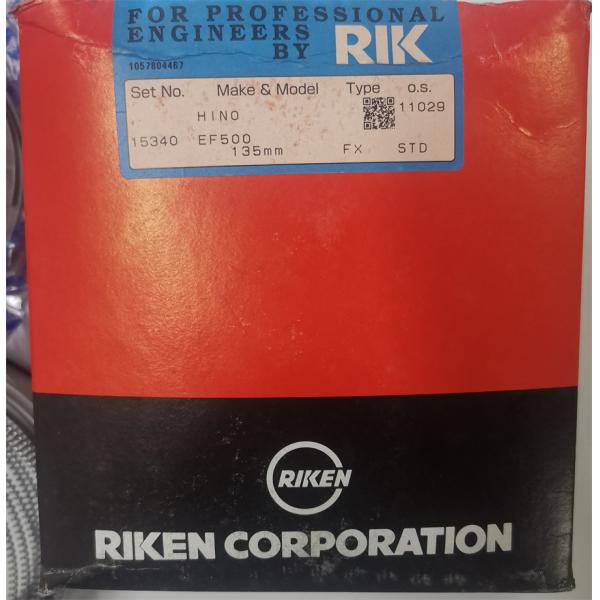 FOR PROFESSIONAL
ENGINEERS
BY RIK
1057804467
Set No. Make & Model Type o.s.
11029
HINO
15340 EF500
135mm FX STD
RIKEN
RIKEN CORPORATION